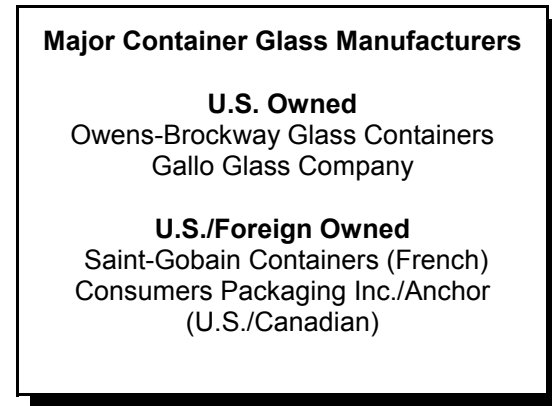 Major Container Glass Manufacturers
U.S. Owned
Owens-Brockway Glass Containers
Gallo Glass Company
U.S./Foreign Owned
Saint-Gobain Containers (French)
Consumers Packaging Inc./Anchor
(U.S./Canadian)